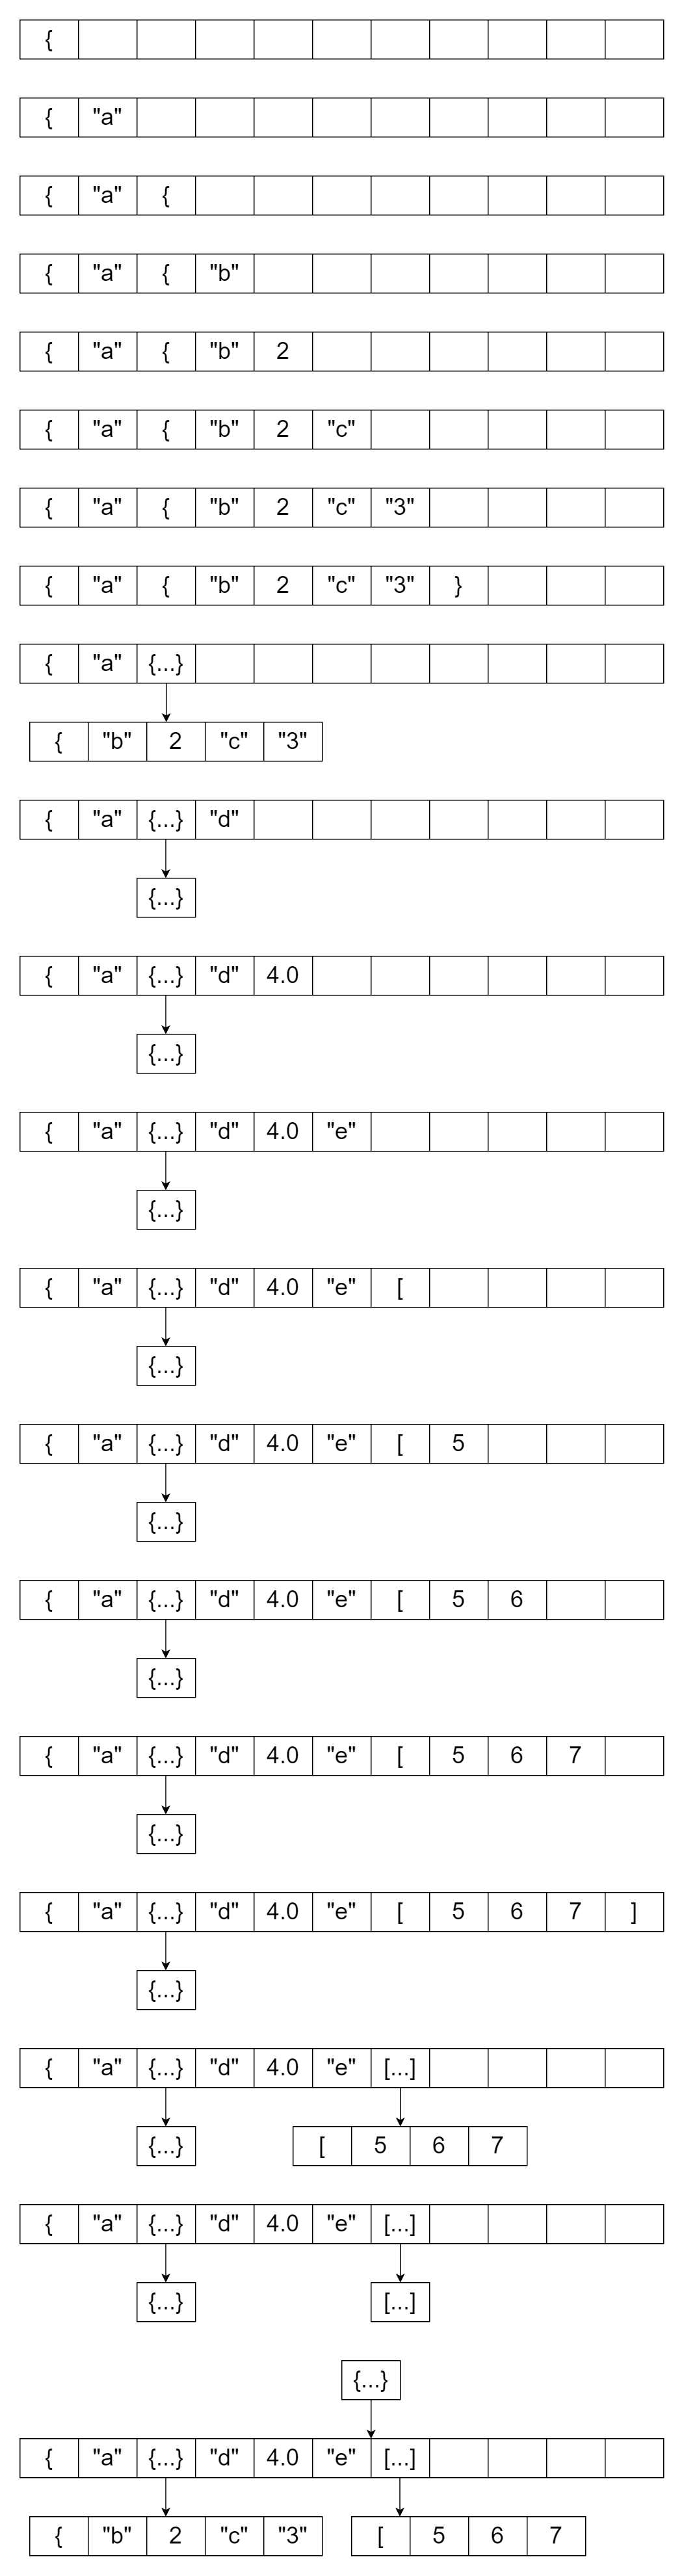 {
{ "a"
{ "a" {
{ "a" { "b"
{ "a" { "b" 2
{ "a" { "b" 2 "c"
{ "a" { "b" 2 "c" "3"
{ "a" { "b" 2 "c" "3" }
{ "a" {...}
{ "b" 2 "c" "3"
{ "a" {...} "d"
{...}
{ "a" {...} "d" 4.0
{...}
{ "a" {...} "d" 4.0 "e"
{...}
{ "a" {...} "d" 4.0 "e" [
{...}
{ "a" {...} "d" 4.0 "e" [ 5
{...}
{ "a" {...} "d" 4.0 "e" [ 5 6
{...}
{ "a" {...} "d" 4.0 "e" [ 5 6 7
{...}
{ "a" {...} "d" 4.0 "e" [ 5 6 7 ]
{...}
{ "a" {...} "d" 4.0 "e" [...]
{...} [ 5 6 7
{ "a" {...} "d" 4.0 "e" [...]
{...} [...]
{...}
{ "a" {...} "d" 4.0 "e" [...]
{ "b" 2 "c" "3" [ 5 6 7